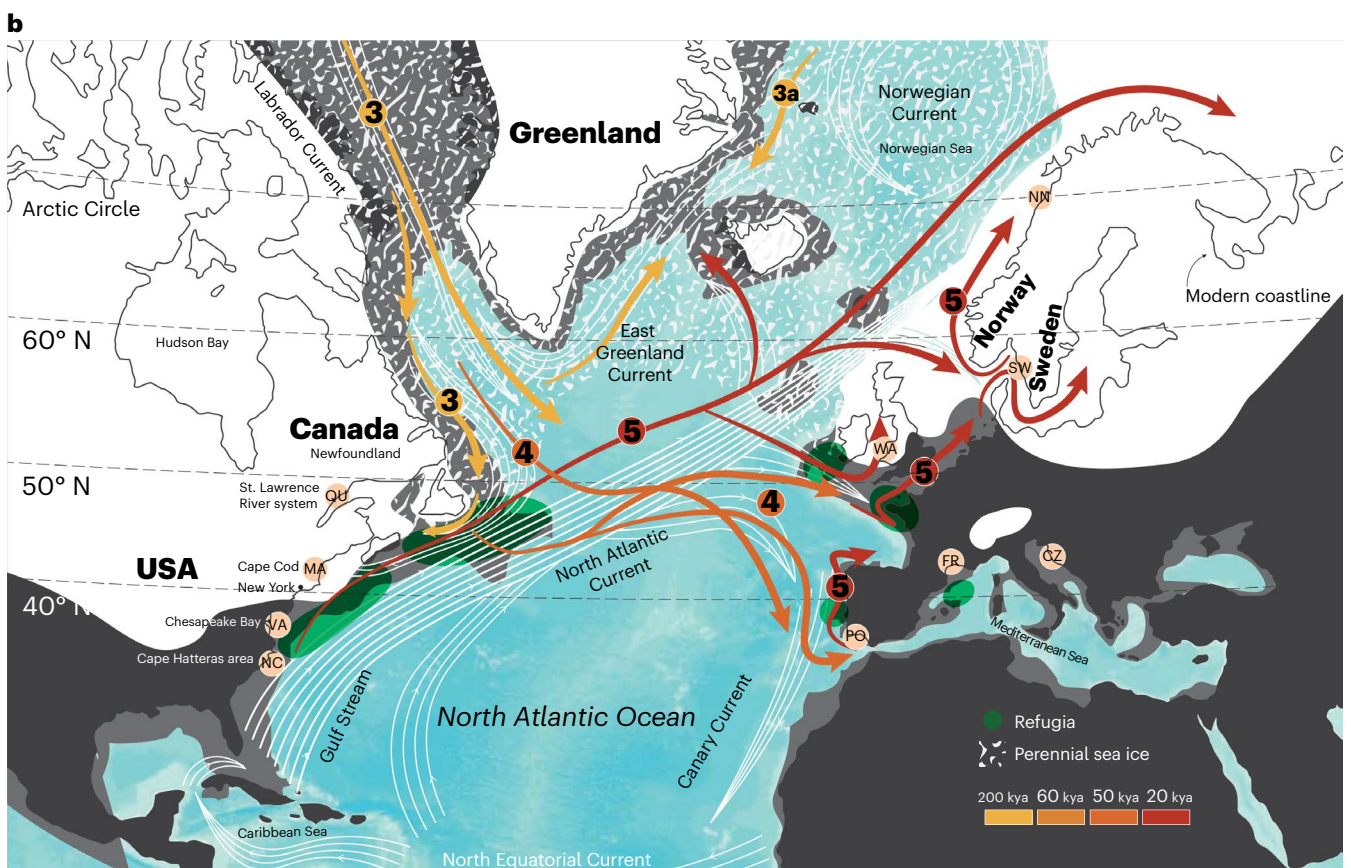 b
Labrador Current
3
3a
Greenland
Norwegian
Current
Norwegian Sea
Arctic Circle
NN
Modern coastline
5
Norway
Sweden
60° N
Hudson Bay
East
Greenland
Current
SW
3
5
Canada
Newfoundland
4
WA
5
50° N
St. Lawrence
River system
QU
4
North Atlantic
Current
USA
Cape Cod
MA
New York
FR
CZ
5
40° N
Chesapeake Bay
VA
PO
Mediterranean Sea
Cape Hatteras area
NC
Gulf Stream
North Atlantic Ocean
Canary Current
Refugia
Perennial sea ice
200 kya 60 kya 50 kya 20 kya
Caribbean Sea
North Equatorial Current